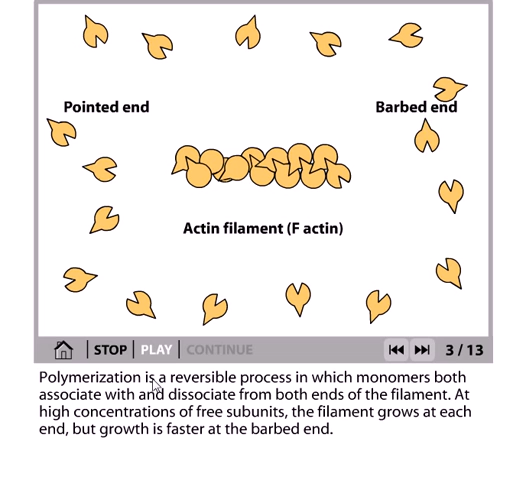 Pointed end
Barbed end
Actin filament (F actin)
STOP PLAY CONTINUE 3 / 13
Polymerization is a reversible process in which monomers both
associate with and dissociate from both ends of the filament. At
high concentrations of free subunits, the filament grows at each
end, but growth is faster at the barbed end.